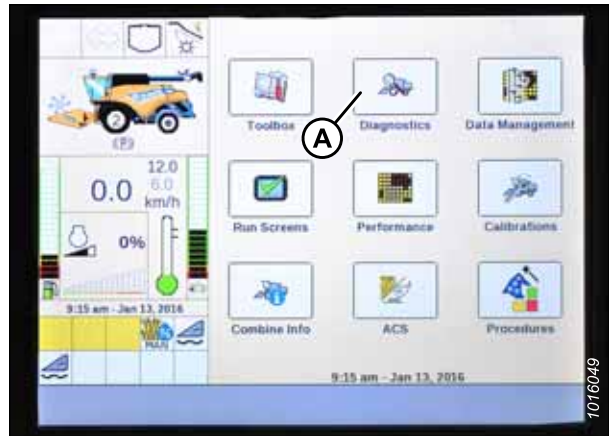 2
(P)
12.0
0.0 6.0
km/h
0%
9:15 am - Jan 13, 2016
MAN
Toolbox
Diagnostics
Data Management
A
Run Screens
Performance
Calibrations
Combine Info
ACS
Procedures
9:15 am - Jan 13, 2016
1016049